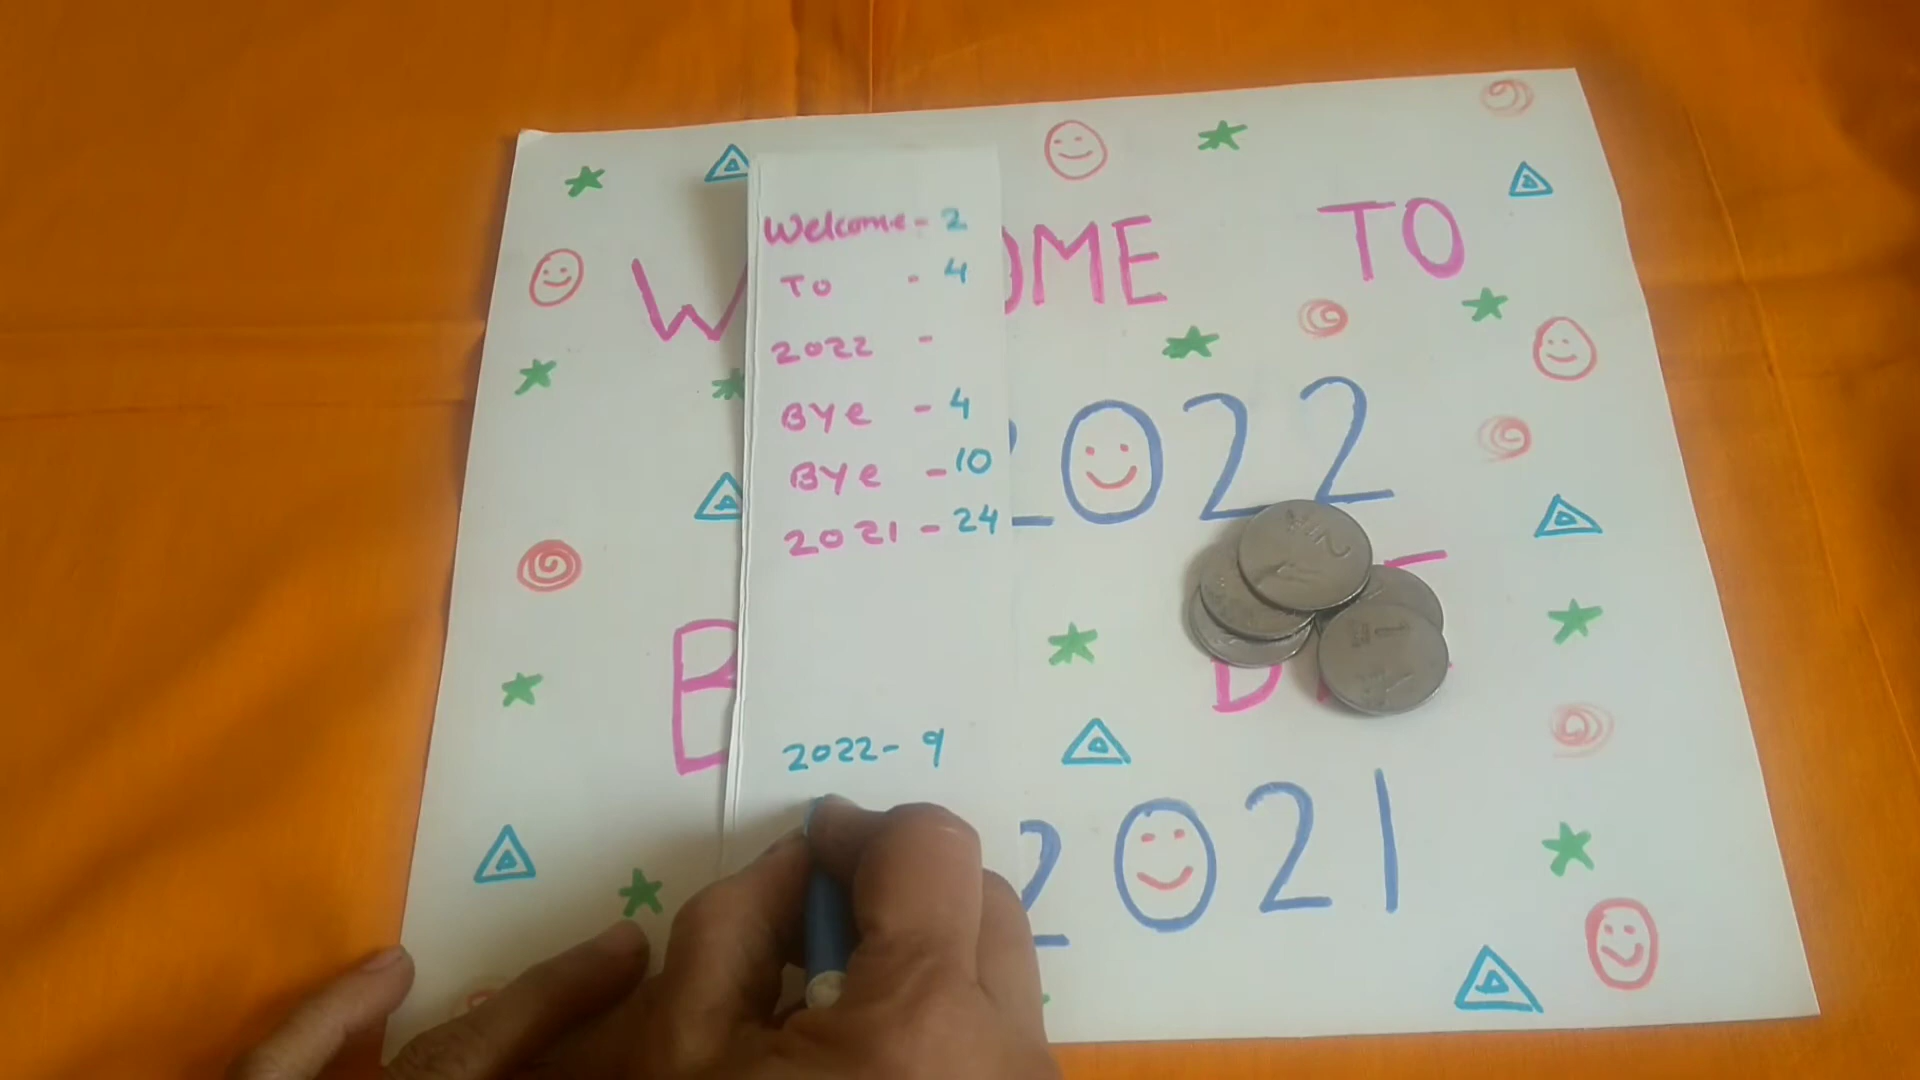 Welcome - 2
To - 4
2022 -
BYe - 4
BYe - 10
2021 - 24
2022 - 9
W OME TO
2022
B
2021